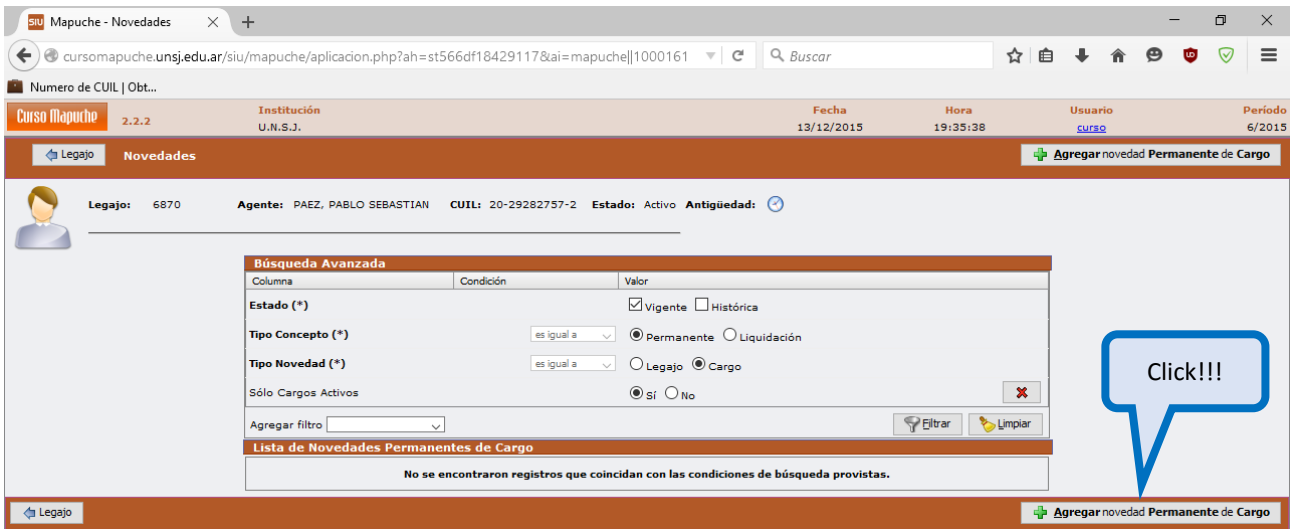 SIU Mapuche - Novedades
cursomapuche.unsj.edu.ar/siu/mapuche/aplicacion.php?ah=st566df18429117&ai=mapuche||1000161
Buscar
Numero de CUIL | Obt...
Curso Mapuche 2.2.2 Institución Fecha Hora Usuario Período
U.N.S.J. 13/12/2015 19:35:38 curso 6/2015
Legajo Novedades Agregar novedad Permanente de Cargo
Legajo: 6870 Agente: PAEZ, PABLO SEBASTIAN CUIL: 20-29282757-2 Estado: Activo Antigüedad:
Búsqueda Avanzada
Columna Condición Valor
Estado (*) Vigente Histórica
Tipo Concepto (*) es igual a Permanente Liquidación
Tipo Novedad (*) es igual a Legajo Cargo
Sólo Cargos Activos Sí No
Agregar filtro Filtrar Limpiar
Lista de Novedades Permanentes de Cargo
No se encontraron registros que coincidan con las condiciones de búsqueda provistas.
Click!!!
Legajo Agregar novedad Permanente de Cargo